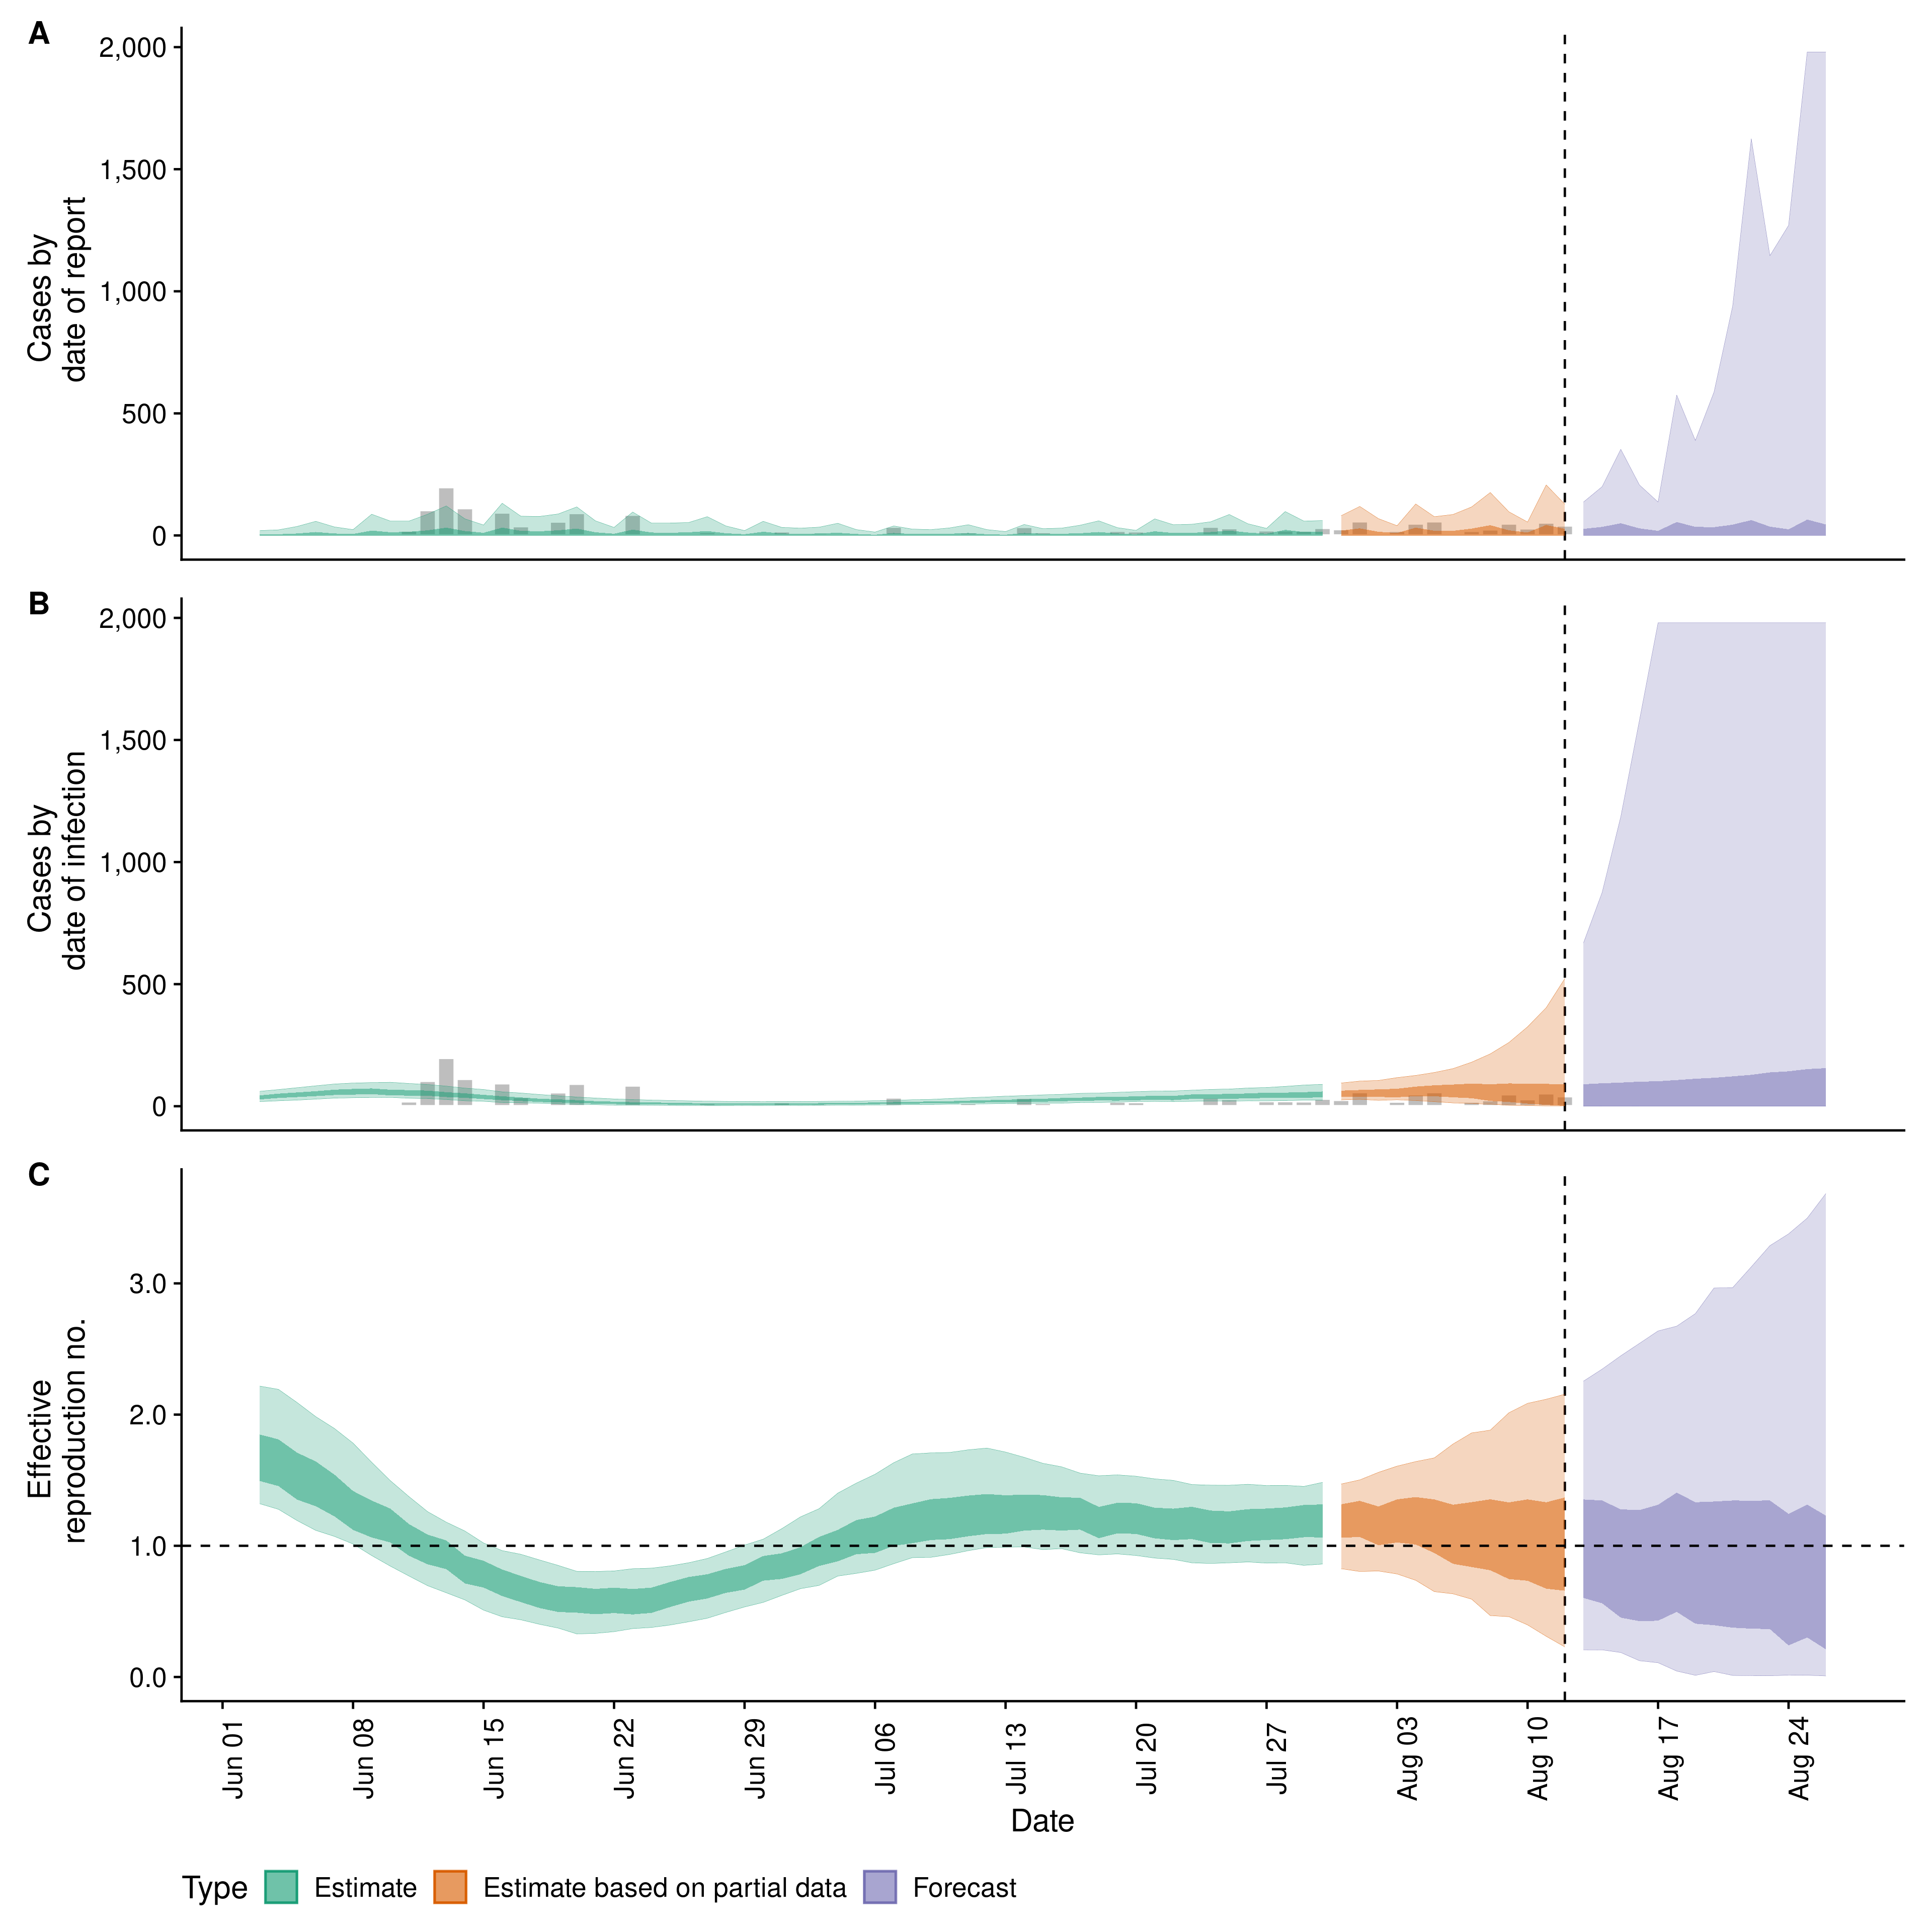 A
2,000
1,500
1,000
500
0
Cases by
date of report
B
2,000
1,500
1,000
500
0
Cases by
date of infection
C
3.0
2.0
1.0
0.0
Effective
reproduction no.
Jun 01
Jun 08
Jun 15
Jun 22
Jun 29
Jul 06
Jul 13
Jul 20
Jul 27
Aug 03
Aug 10
Aug 17
Aug 24
Date
Type
Estimate
Estimate based on partial data
Forecast